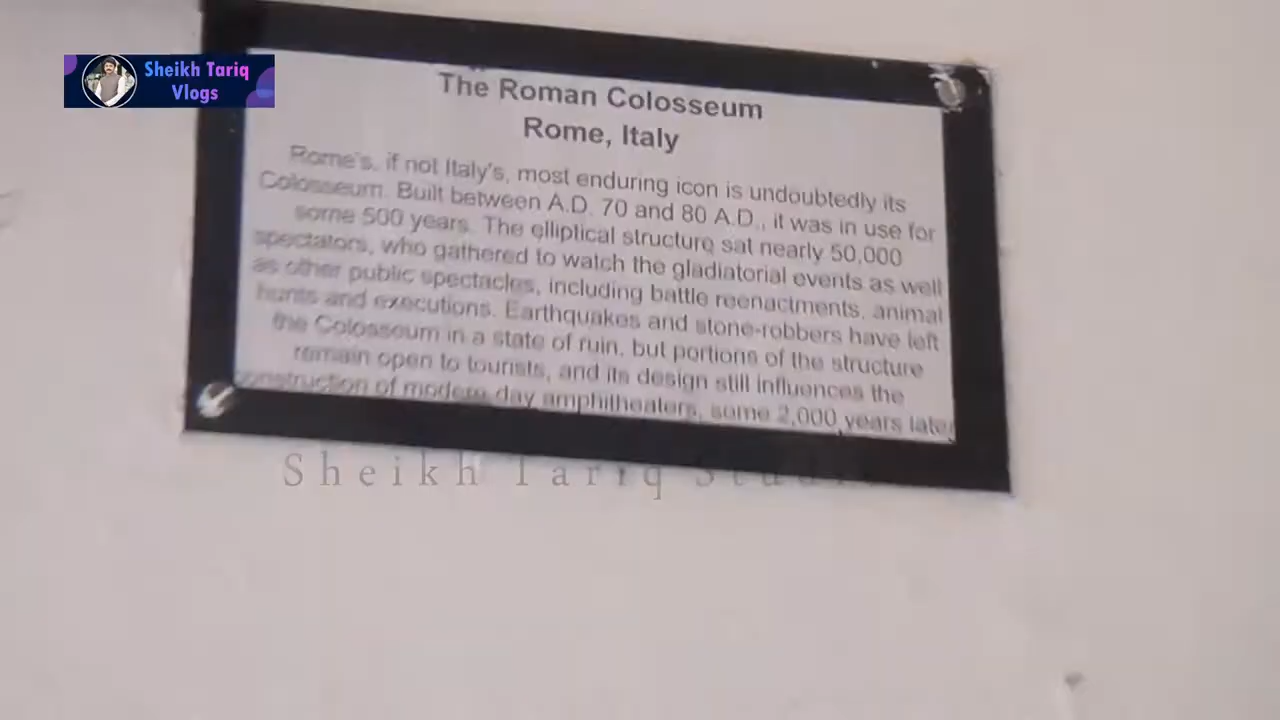 Sheikh Tariq
Vlogs
The Roman Colosseum
Rome, Italy
Rome's, if not Italy's, most enduring icon is undoubtedly its
Colosseum. Built between A.D. 70 and 80 A.D., it was in use for
some 500 years. The elliptical structure sat nearly 50,000
spectators, who gathered to watch the gladiatorial events as well
as other public spectacles, including battle reenactments, animal
hunts and executions. Earthquakes and stone-robbers have left
the Colosseum in a state of ruin, but portions of the structure
remain open to tourists, and its design still influences the
construction of modern day amphitheaters, some 2,000 years later
Sheikh Tariq